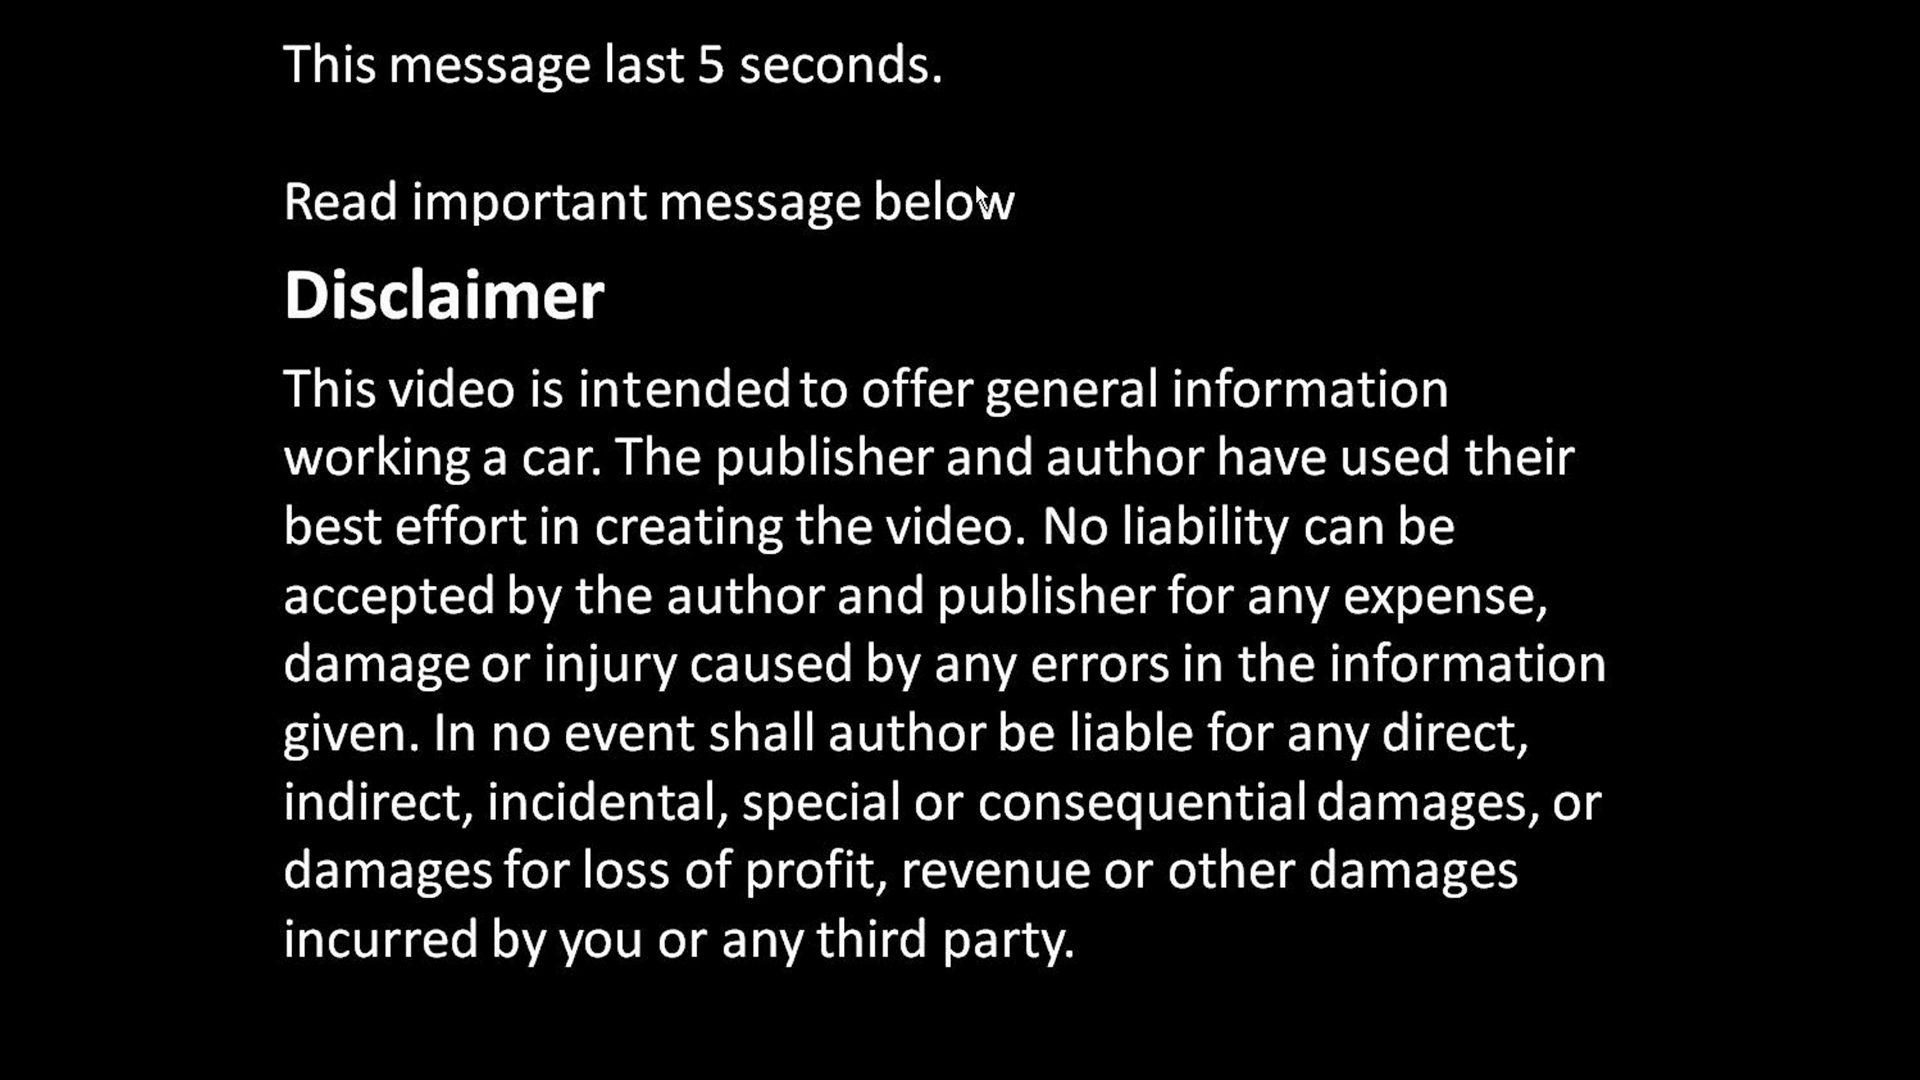 This message last 5 seconds.
Read important message below
Disclaimer
This video is intended to offer general information
working a car. The publisher and author have used their
best effort in creating the video. No liability can be
accepted by the author and publisher for any expense,
damage or injury caused by any errors in the information
given. In no event shall author be liable for any direct,
indirect, incidental, special or consequential damages, or
damages for loss of profit, revenue or other damages
incurred by you or any third party.